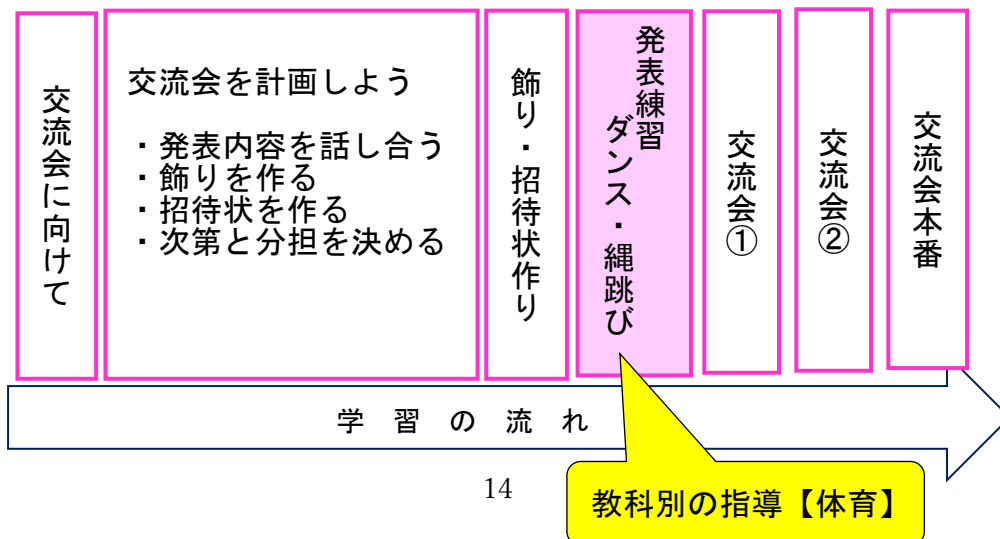 交流会に向けて
交流会を計画しよう
・発表内容を話し合う
・飾りを作る
・招待状を作る
・次第と分担を決める
飾り・招待状作り
発表練習
ダンス・縄跳び
交流会①
交流会②
交流会本番
学習の流れ
14
教科別の指導【体育】